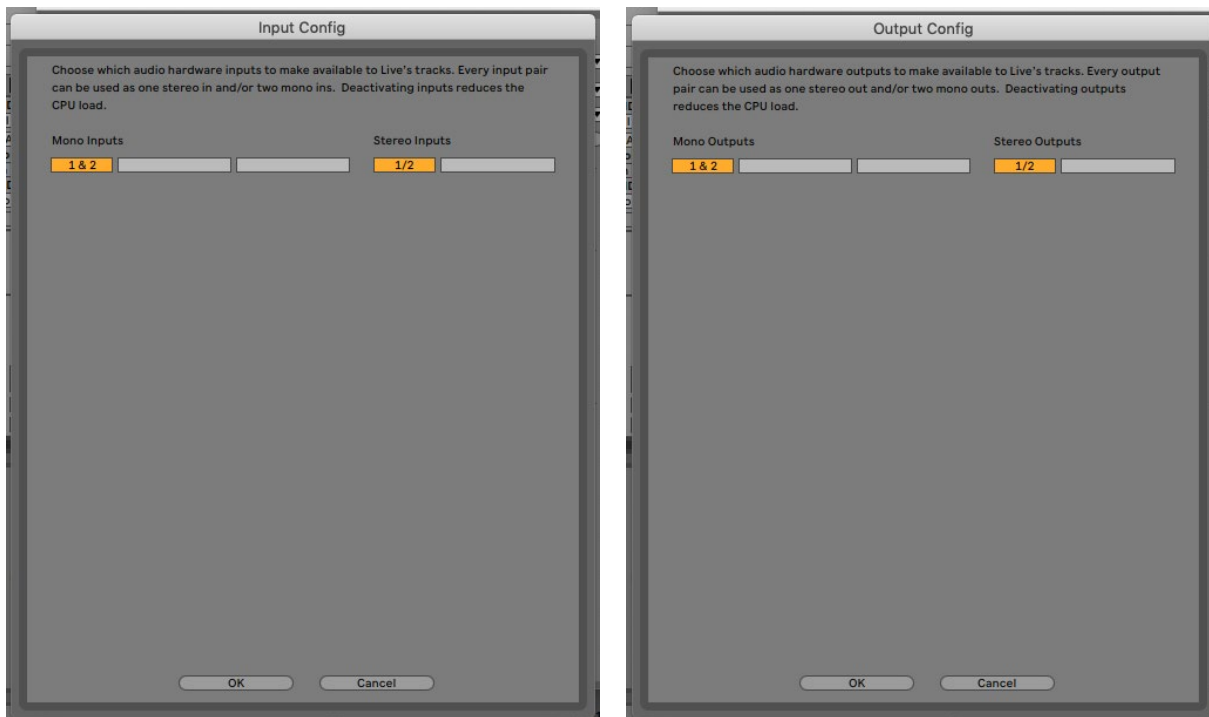 Input Config
Choose which audio hardware inputs to make available to Live's tracks. Every input pair
can be used as one stereo in and/or two mono ins. Deactivating inputs reduces the
CPU load.
Mono Inputs
Stereo Inputs
1 & 2
1/2
OK
Cancel
Output Config
Choose which audio hardware outputs to make available to Live's tracks. Every output
pair can be used as one stereo out and/or two mono outs. Deactivating outputs
reduces the CPU load.
Mono Outputs
Stereo Outputs
1 & 2
1/2
OK
Cancel